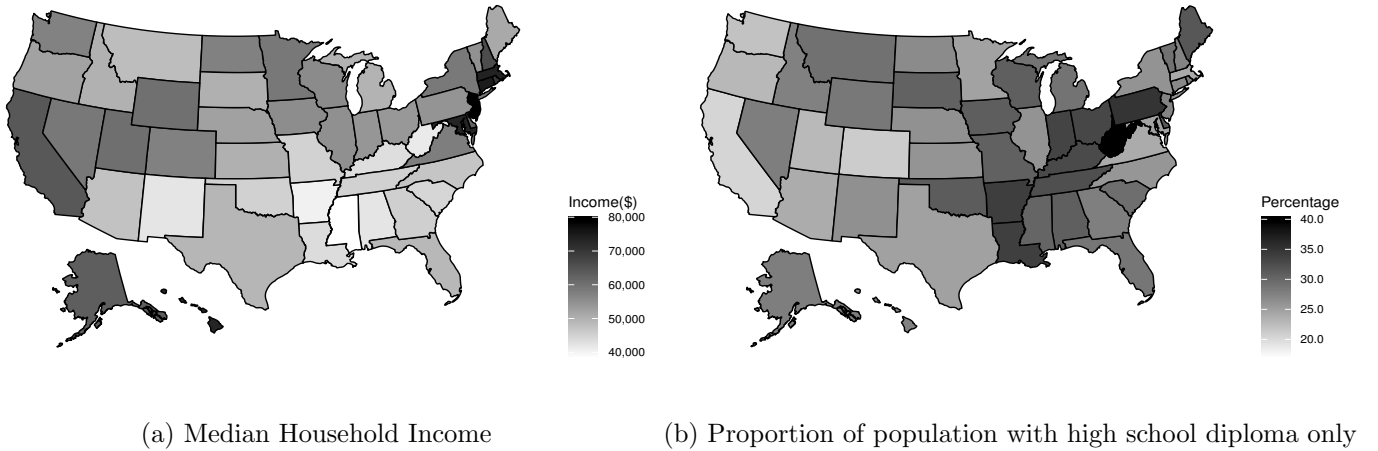 Income($)
80,000
70,000
60,000
50,000
40,000
Percentage
40.0
35.0
30.0
25.0
20.0
(a) Median Household Income
(b) Proportion of population with high school diploma only